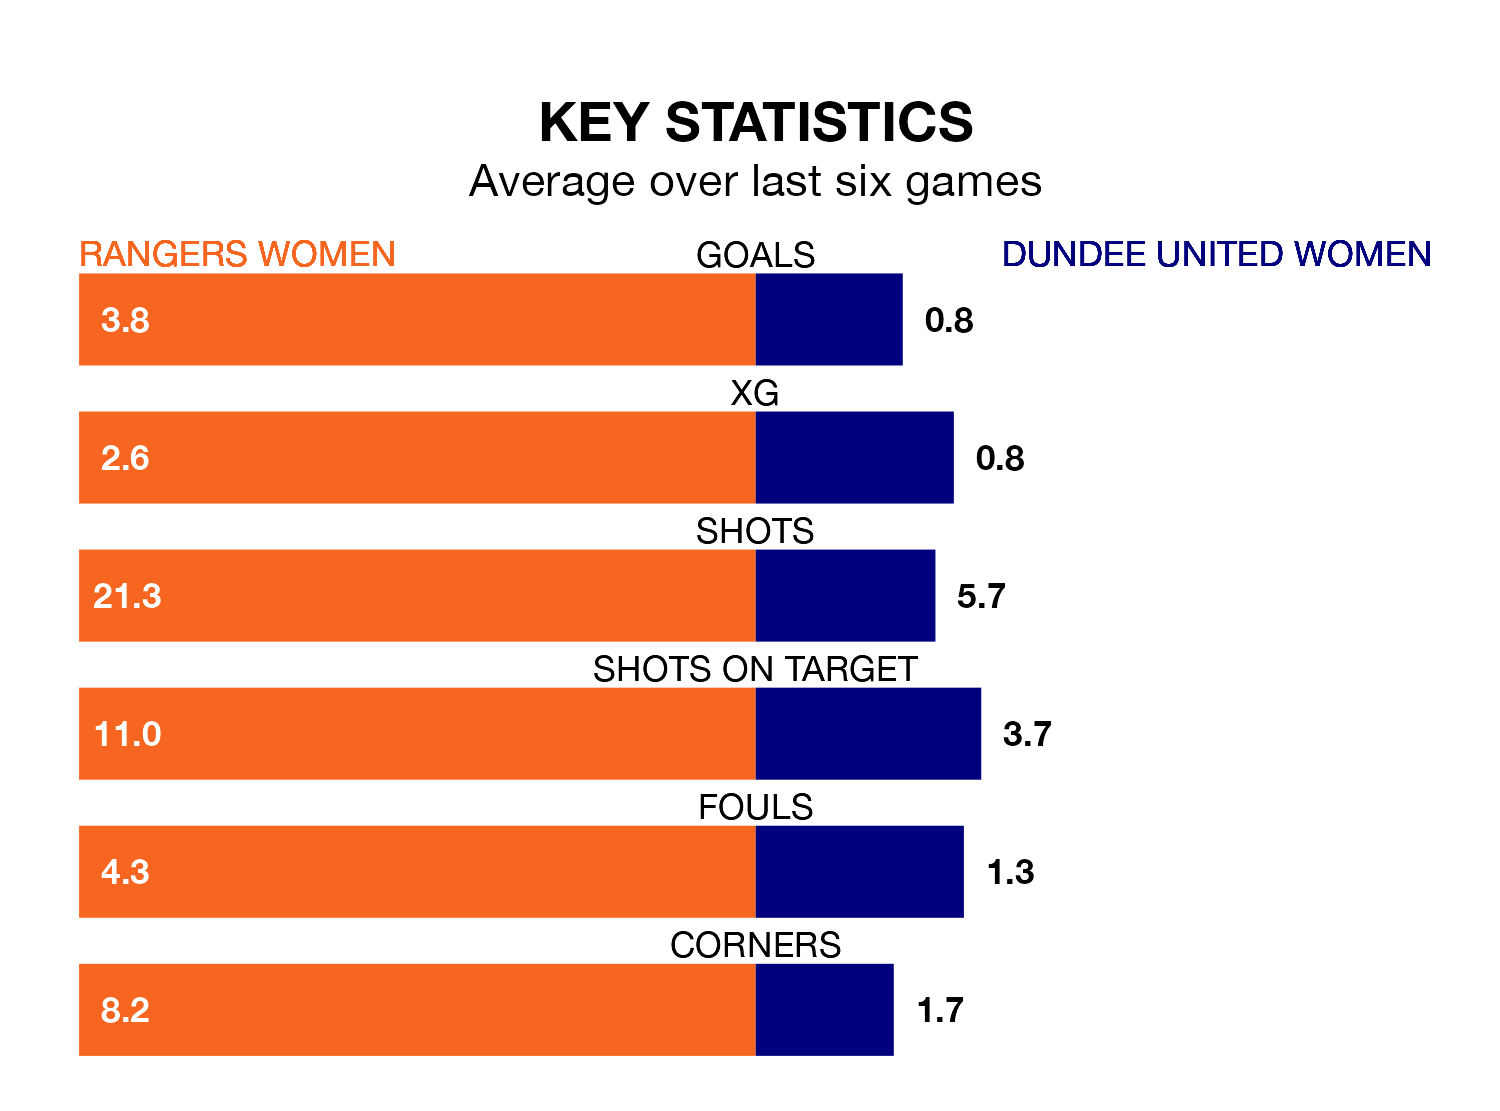 KEY STATISTICS
Average over last six games
RANGERS WOMEN GOALS DUNDEE UNITED WOMEN
3.8 0.8
XG
2.6 0.8
SHOTS
21.3 5.7
SHOTS ON TARGET
11.0 3.7
FOULS
4.3 1.3
CORNERS
8.2 1.7